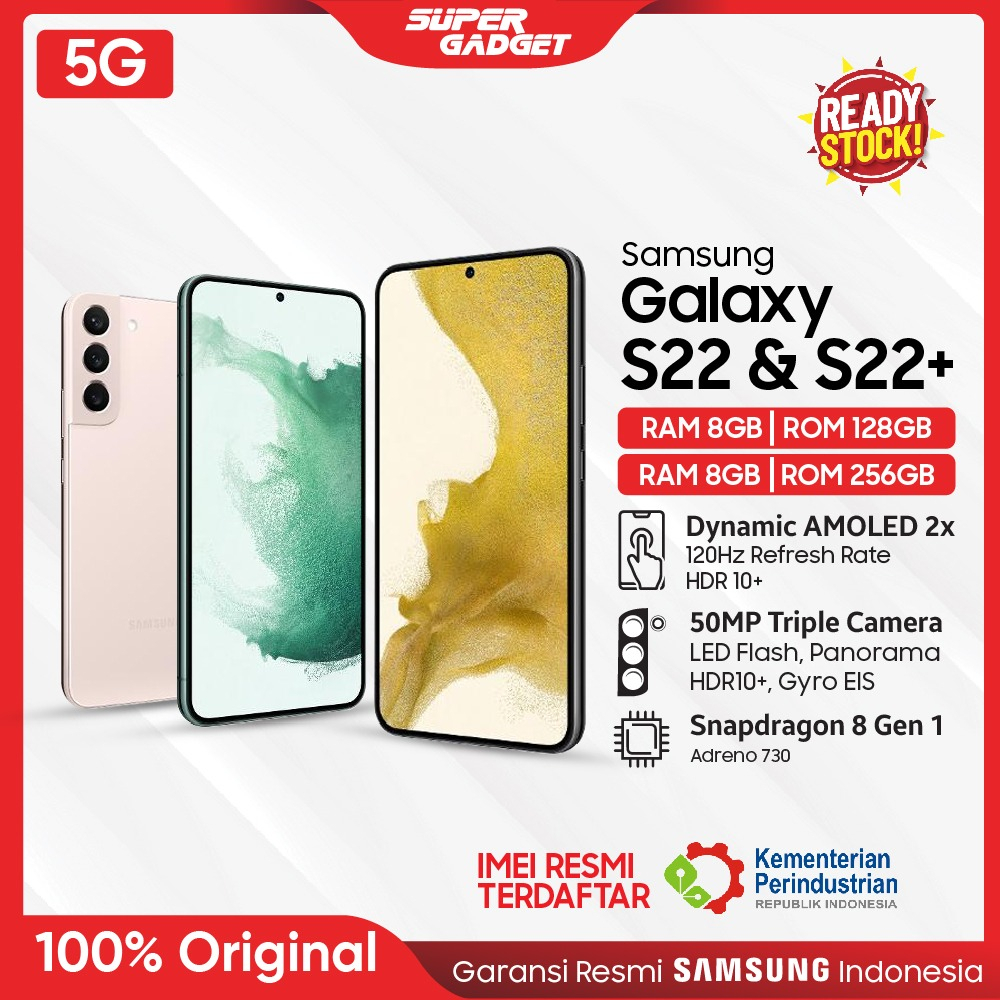 SUPER
GADGET
5G
READY
STOCK!
Samsung
Galaxy
S22 & S22+
RAM 8GB | ROM 128GB
RAM 8GB | ROM 256GB
Dynamic AMOLED 2x
120Hz Refresh Rate
HDR 10+
50MP Triple Camera
LED Flash, Panorama
HDR10+, Gyro EIS
Snapdragon 8 Gen 1
Adreno 730
SAMSUNG
IMEI RESMI
TERDAFTAR
Kementerian
Perindustrian
REPUBLIK INDONESIA
100% Original
Garansi Resmi SAMSUNG Indonesia